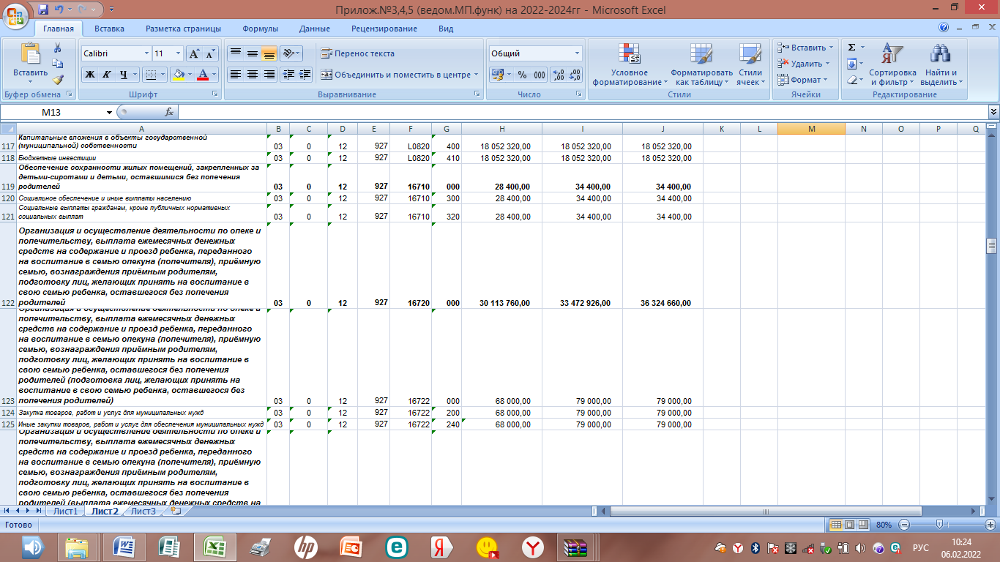 Прилож.№3,4,5 (ведом.МП.функ) на 2022-2024гг - Microsoft Excel
Главная Вставка Разметка страницы Формулы Данные Рецензирование Вид
Вставить
Буфер обмена
Calibri 11
Ж К Ч
Шрифт
Перенос текста
Объединить и поместить в центре
Выравнивание
Общий
% 000
Число
Условное форматирование
Форматировать как таблицу
Стили ячеек
Стили
Вставить
Удалить
Формат
Ячейки
Σ
Сортировка и фильтр
Найти и выделить
Редактирование
M13 fx
A B C D E F G H I J K L M N O P Q
Капитальные вложения в объекты государственной
117 (муниципальной) собственности 03 0 12 927 L0820 400 18 052 320,00 18 052 320,00 18 052 320,00
118 Бюджетные инвестиции 03 0 12 927 L0820 410 18 052 320,00 18 052 320,00 18 052 320,00
Обеспечение сохранности жилых помещений, закрепленных за
детьми-сиротами и детьми, оставшимися без попечения
119 родителей 03 0 12 927 16710 000 28 400,00 34 400,00 34 400,00
120 Социальное обеспечение и иные выплаты населению 03 0 12 927 16710 300 28 400,00 34 400,00 34 400,00
Социальные выплаты гражданам, кроме публичных нормативных
121 социальных выплат 03 0 12 927 16710 320 28 400,00 34 400,00 34 400,00
Организация и осуществление деятельности по опеке и
попечительству, выплата ежемесячных денежных
средств на содержание и проезд ребенка, переданного
на воспитание в семью опекуна (попечителя), приёмную
семью, вознаграждения приёмным родителям,
подготовку лиц, желающих принять на воспитание в
свою семью ребенка, оставшегося без попечения
122 родителей 03 0 12 927 16720 000 30 113 760,00 33 472 926,00 36 324 660,00
Организация и осуществление деятельности по опеке и
попечительству, выплата ежемесячных денежных
средств на содержание и проезд ребенка, переданного
на воспитание в семью опекуна (попечителя), приёмную
семью, вознаграждения приёмным родителям,
подготовку лиц, желающих принять на воспитание в
свою семью ребенка, оставшегося без попечения
родителей (подготовка лиц, желающих принять на
воспитание в свою семью ребенка, оставшегося без
123 попечения родителей) 03 0 12 927 16722 000 68 000,00 79 000,00 79 000,00
124 Закупка товаров, работ и услуг для муниципальных нужд 03 0 12 927 16722 200 68 000,00 79 000,00 79 000,00
125 Иные закупки товаров, работ и услуг для обеспечения муниципальных нужд 03 0 12 927 16722 240 68 000,00 79 000,00 79 000,00
Организация и осуществление деятельности по опеке и
попечительству, выплата ежемесячных денежных
средств на содержание и проезд ребенка, переданного
на воспитание в семью опекуна (попечителя), приёмную
семью, вознаграждения приёмным родителям,
подготовку лиц, желающих принять на воспитание в
свою семью ребенка, оставшегося без попечения
родителей (выплата ежемесячных денежных средств на
Лист1 Лист2 Лист3
Готово 80%
РУС
10:24
06.02.2022